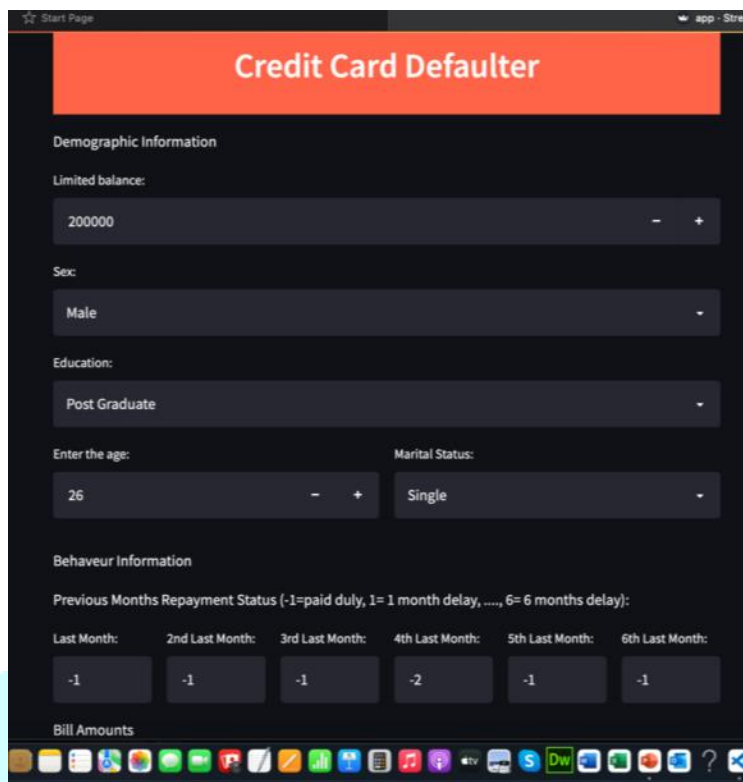 Start Page
app - Stre
Credit Card Defaulter
Demographic Information
Limited balance:
200000 − +
Sex:
Male
Education:
Post Graduate
Enter the age: Marital Status:
26 − + Single
Behaveur Information
Previous Months Repayment Status (-1=paid duly, 1= 1 month delay, ...., 6= 6 months delay):
Last Month: 2nd Last Month: 3rd Last Month: 4th Last Month: 5th Last Month: 6th Last Month:
-1 -1 -1 -2 -1 -1
Bill Amounts
tv Dw